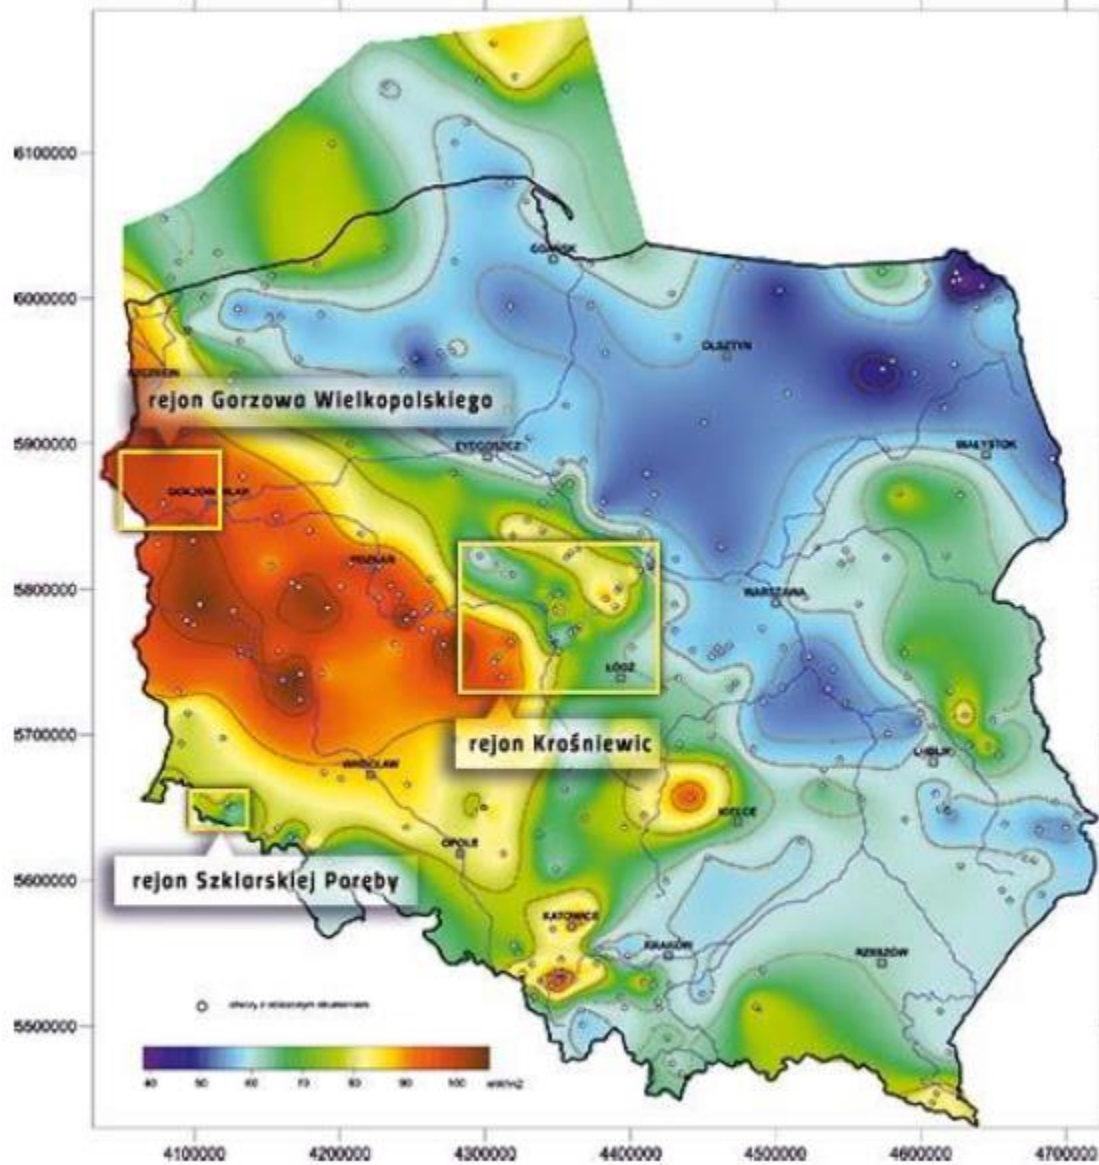 6100000
GDAŃSK
6000000
OLSZTYN
rejon Gorzowa Wielkopolskiego
5900000
BYDGOSZCZ
BIAŁYSTOK
POZNAŃ
5800000
WARSZAWA
ŁÓDŹ
5700000
rejon Krośniewic
LUBLIN
WROCŁAW
KIELCE
OPOLE
5600000
rejon Szklarskiej Poręby
KATOWICE
KRAKÓW
RZESZÓW
5500000
40 50 60 70 80 90 100 mW/m2
4100000 4200000 4300000 4400000 4500000 4600000 4700000